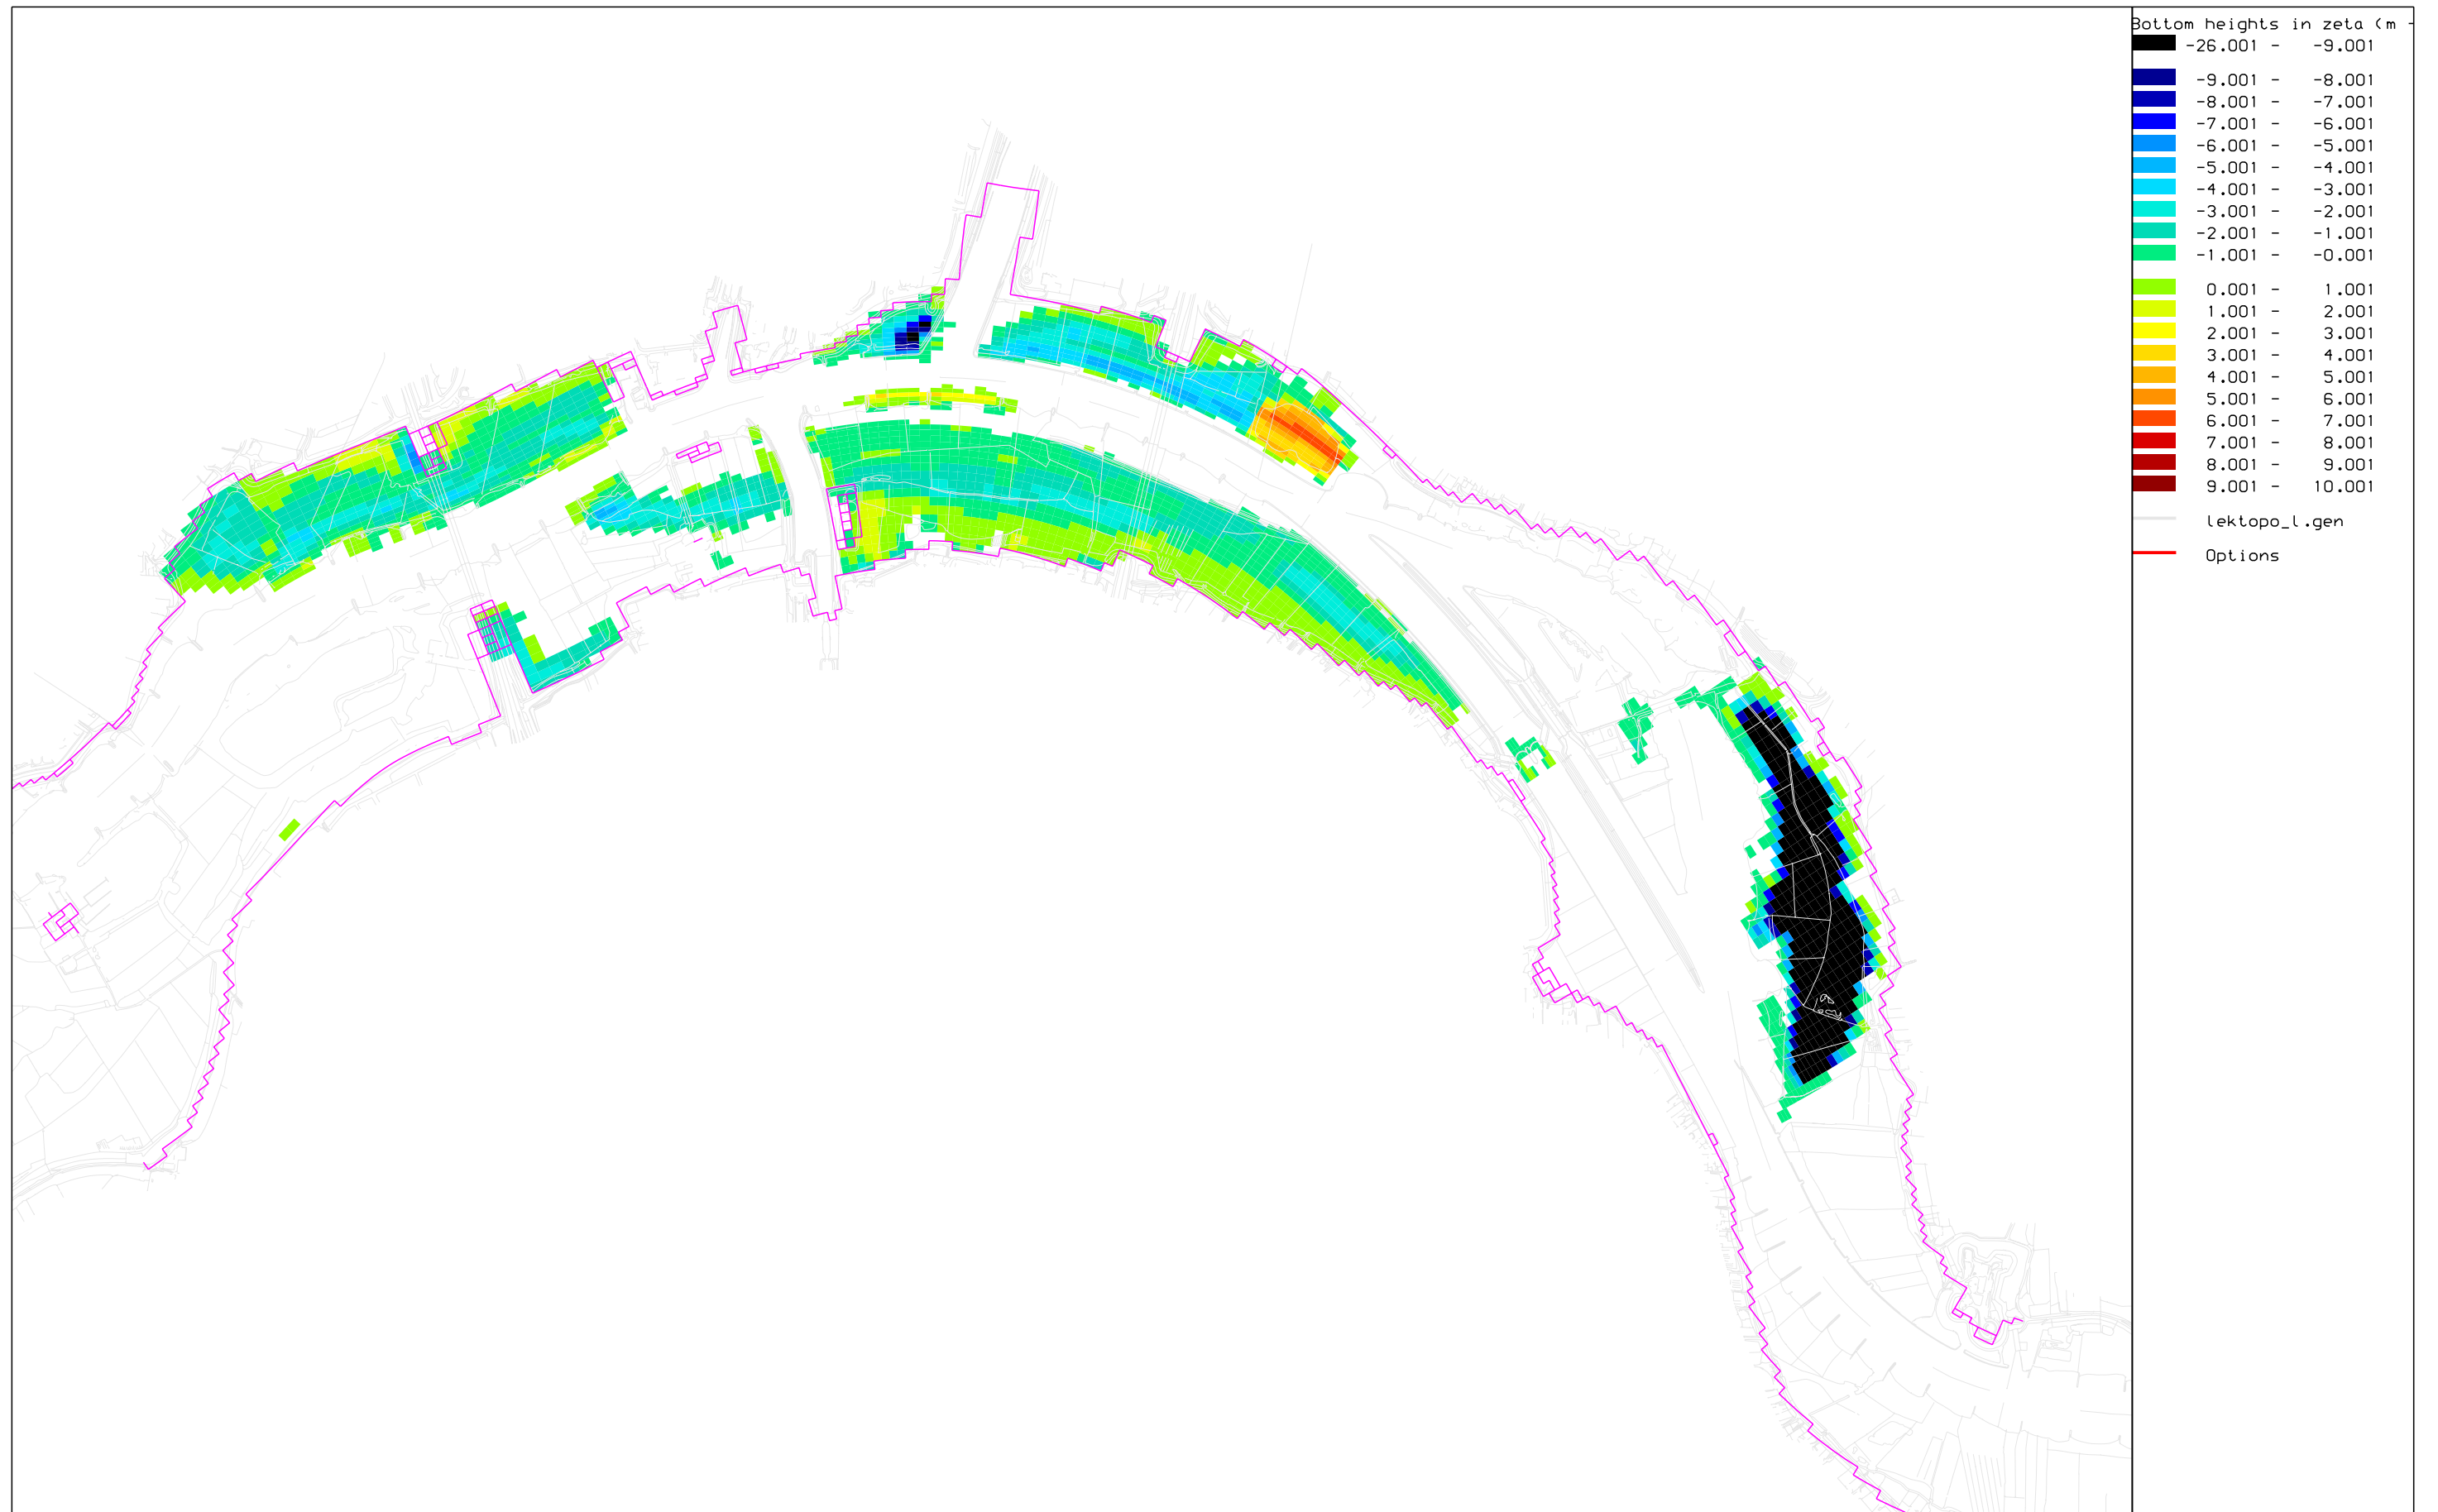 Bottom heights in zeta (m -
-26.001 - -9.001
-9.001 - -8.001
-8.001 - -7.001
-7.001 - -6.001
-6.001 - -5.001
-5.001 - -4.001
-4.001 - -3.001
-3.001 - -2.001
-2.001 - -1.001
-1.001 - -0.001
0.001 - 1.001
1.001 - 2.001
2.001 - 3.001
3.001 - 4.001
4.001 - 5.001
5.001 - 6.001
6.001 - 7.001
7.001 - 8.001
8.001 - 9.001
9.001 - 10.001
lektopo_l.gen
Options